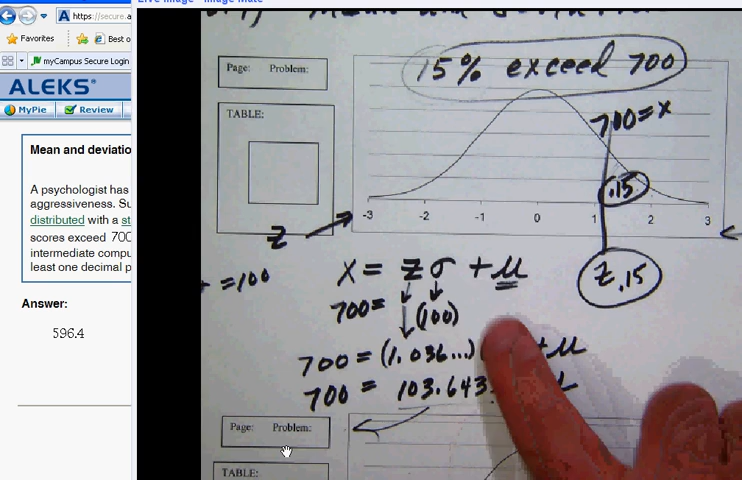 https://secure.a
Favorites
Best o
myCampus Secure Login
ALEKS®
MyPie
Review
Mean and deviatio
A psychologist has
aggressiveness. Su
distributed with a st
scores exceed 700
intermediate compu
least one decimal p
Answer:
596.4
Page: Problem:
15% exceed 700
TABLE:
700=x
.15
-3 -2 -1 0 1 2 3
Z
Z.15
=100
x = zσ + μ
700=
(100)
700 = (1.036...) +μ
700 = 103.643
Page: Problem:
TABLE: